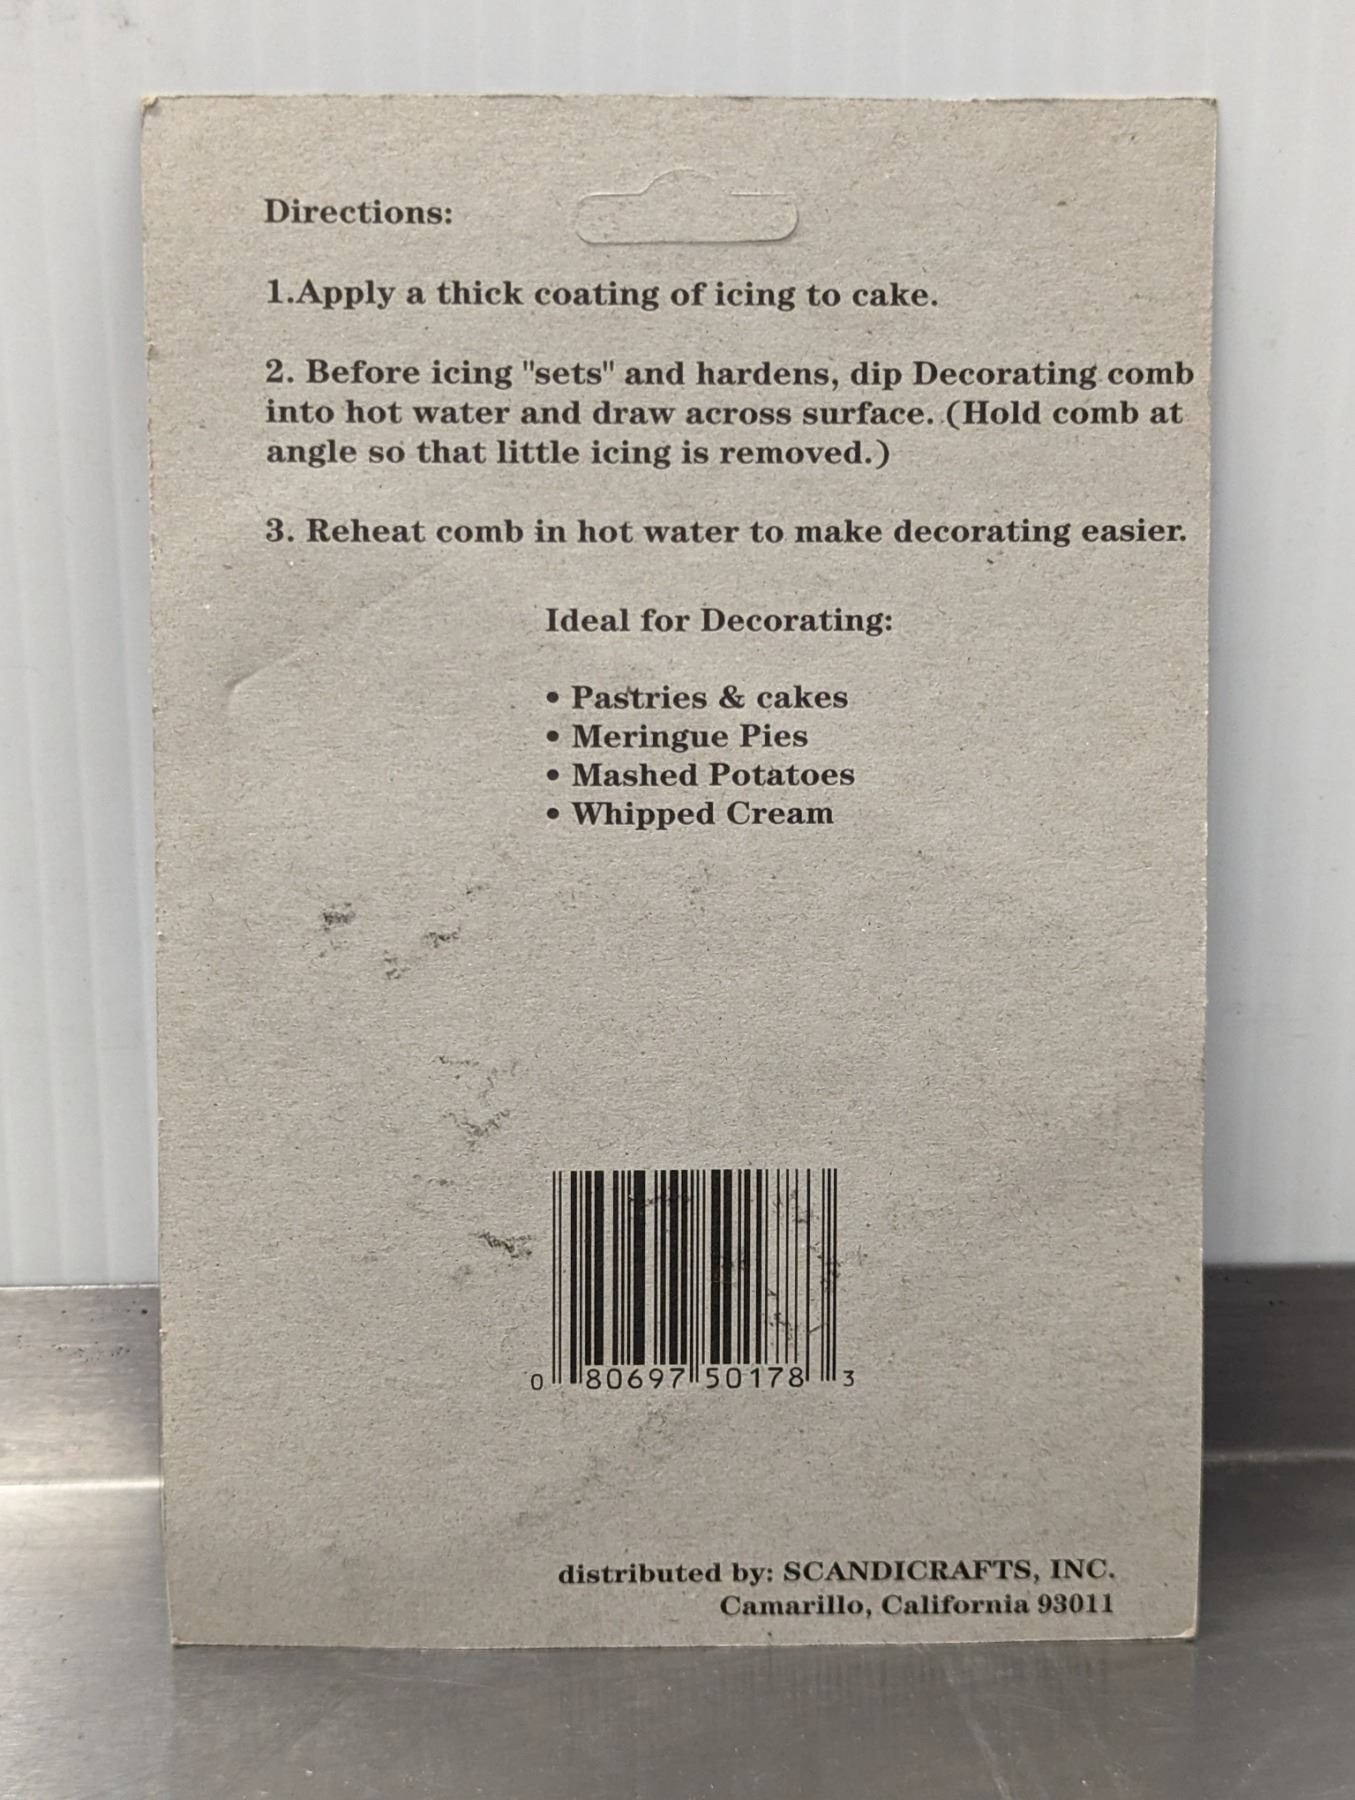 Directions:
1.Apply a thick coating of icing to cake.
2. Before icing "sets" and hardens, dip Decorating comb
into hot water and draw across surface. (Hold comb at
angle so that little icing is removed.)
3. Reheat comb in hot water to make decorating easier.
Ideal for Decorating:
• Pastries & cakes
• Meringue Pies
• Mashed Potatoes
• Whipped Cream
0 80697 50178 3
distributed by: SCANDICRAFTS, INC.
Camarillo, California 93011